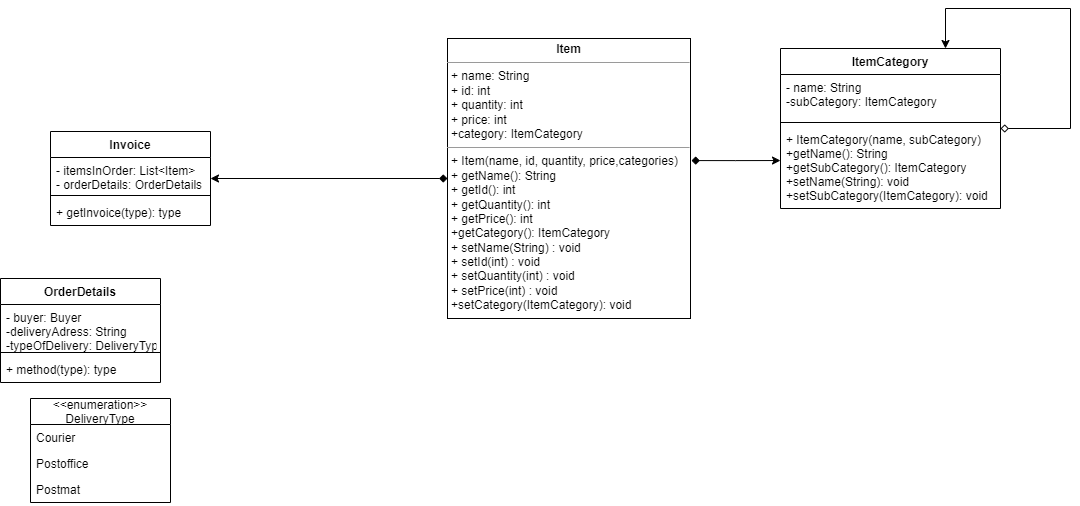 Item
+ name: String
+ id: int
+ quantity: int
+ price: int
+category: ItemCategory
+ Item(name, id, quantity, price,categories)
+ getName(): String
+ getId(): int
+ getQuantity(): int
+ getPrice(): int
+getCategory(): ItemCategory
+ setName(String) : void
+ setId(int) : void
+ setQuantity(int) : void
+ setPrice(int) : void
+setCategory(ItemCategory): void
ItemCategory
- name: String
-subCategory: ItemCategory
+ ItemCategory(name, subCategory)
+getName(): String
+getSubCategory(): ItemCategory
+setName(String): void
+setSubCategory(ItemCategory): void
Invoice
- itemsInOrder: List<Item>
- orderDetails: OrderDetails
+ getInvoice(type): type
OrderDetails
- buyer: Buyer
-deliveryAdress: String
-typeOfDelivery: DeliveryTyp
+ method(type): type
<<enumeration>>
DeliveryType
Courier
Postoffice
Postmat